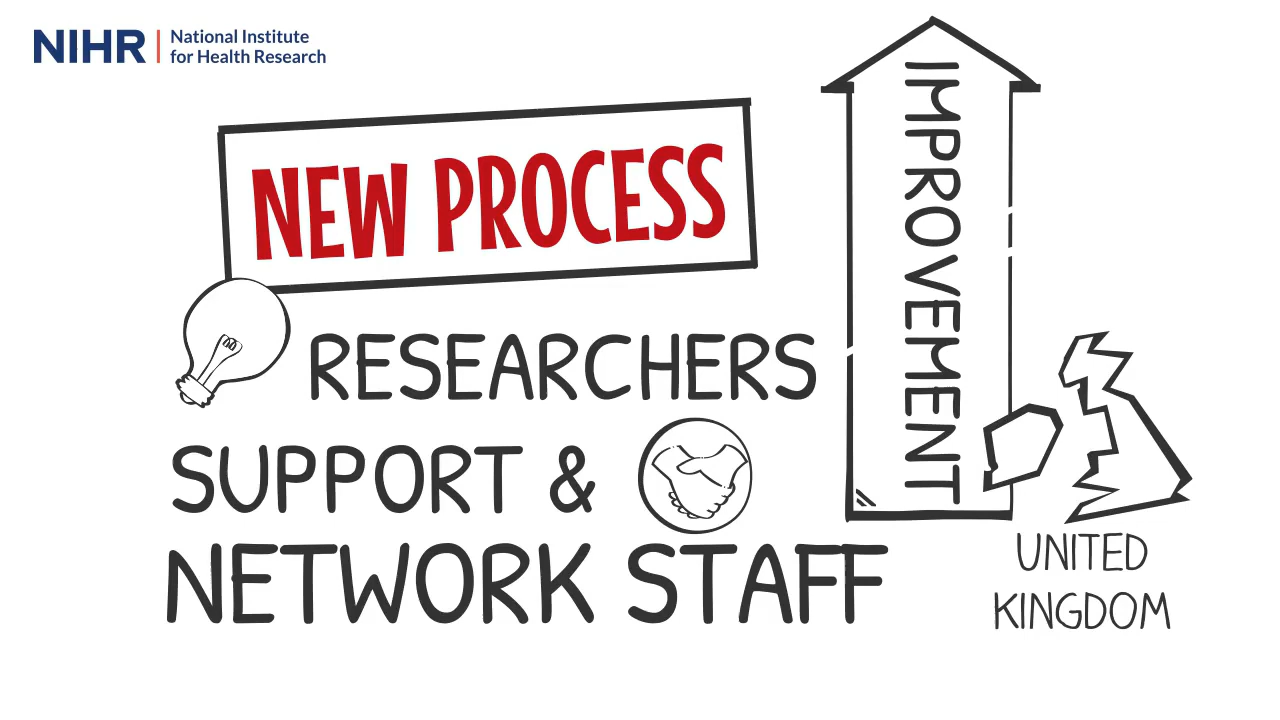 NIHR | National Institute
for Health Research
NEW PROCESS
IMPROVEMENT
RESEARCHERS
SUPPORT &
NETWORK STAFF
UNITED
KINGDOM